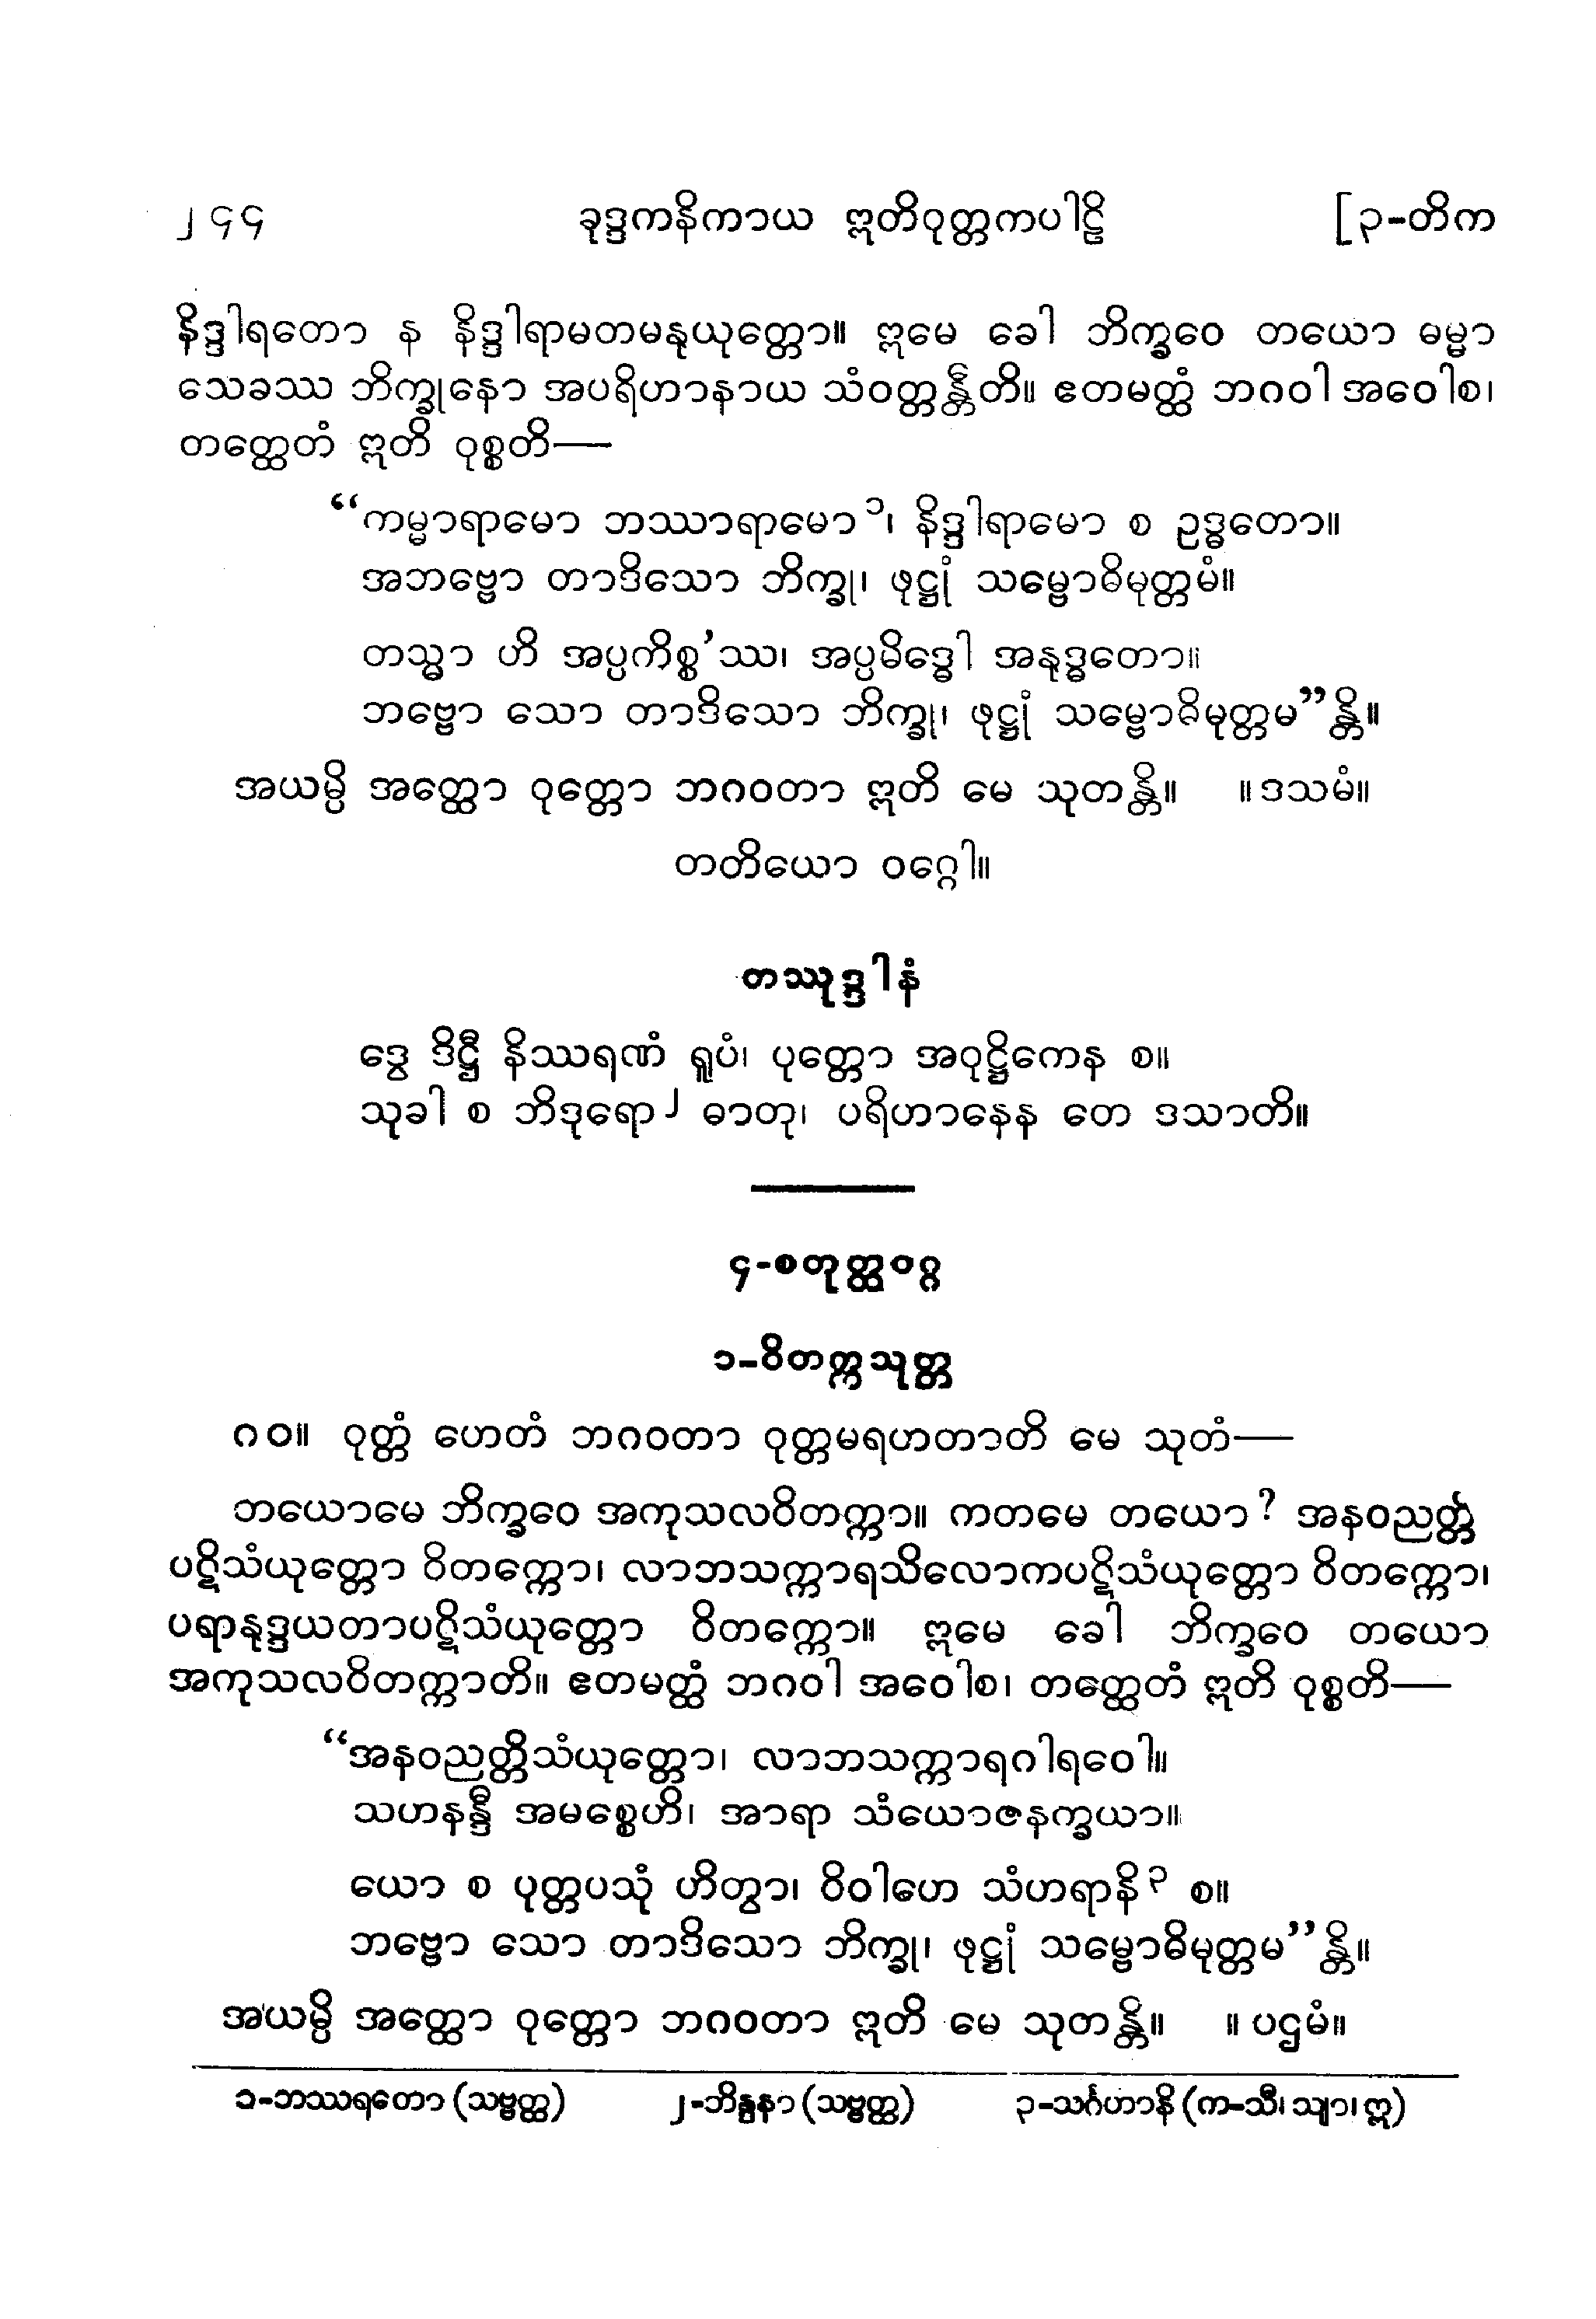 ၂၄၄ ခုဒ္ဒကနိကာယ ဣတိဝုတ္တကပါဠိ [၃-တိက
နိဒ္ဒါရတော န နိဒ္ဒါရာမတမနုယုတ္တော။ ဣမေ ခေါ ဘိက္ခဝေ တယော ဓမ္မာ
သေခဿ ဘိက္ခုနော အပရိဟာနာယ သံဝတ္တန္တီတိ။ ဧတမတ္ထံ ဘဂဝါ အဝေါစ၊
တတ္ထေတံ ဣတိ ဝုစ္စတိ—
“ကမ္မာရာမော ဘဿာရာမော ၁၊ နိဒ္ဒါရာမော စ ဥဒ္ဓတော။
အဘဗ္ဗော တာဒိသော ဘိက္ခု၊ ဖုဋ္ဌုံ သမ္ဗောဓိမုတ္တမံ။
တသ္မာ ဟိ အပ္ပကိစ္စ’ဿ၊ အပ္ပမိဒ္ဓေါ အနုဒ္ဓတော။
ဘဗ္ဗော သော တာဒိသော ဘိက္ခု၊ ဖုဋ္ဌုံ သမ္ဗောဓိမုတ္တမ”န္တိ။
အယမ္ပိ အတ္ထော ဝုတ္တော ဘဂဝတာ ဣတိ မေ သုတန္တိ။ ။ ဒသမံ။
တတိယော ဝဂ္ဂေါ။
တဿုဒ္ဒါနံ
ဒွေ ဒိဋ္ဌီ နိဿရဏံ ရူပံ၊ ပုတ္တော အဝုဋ္ဌိကေန စ။
သုခါ စ ဘိဒုရော ၂ ဓာတု၊ ပရိဟာနေန တေ ဒသာတိ။
၄-စတုတ္ထဝဂ္ဂ
၁-ဝိတက္ကသုတ္တ
၈၀။ ဝုတ္တံ ဟေတံ ဘဂဝတာ ဝုတ္တမရဟတာတိ မေ သုတံ—
ဘယောမေ ဘိက္ခဝေ အကုသလဝိတက္ကာ။ ကတမေ တယော? အနဝညတ္တိ
ပဋိသံယုတ္တော ဝိတက္ကော၊ လာဘသက္ကာရသိလောကပဋိသံယုတ္တော ဝိတက္ကော၊
ပရာနုဒ္ဒယတာပဋိသံယုတ္တော ဝိတက္ကော။ ဣမေ ခေါ ဘိက္ခဝေ တယော
အကုသလဝိတက္ကာတိ။ ဧတမတ္ထံ ဘဂဝါ အဝေါစ၊ တတ္ထေတံ ဣတိ ဝုစ္စတိ—
“အနဝညတ္တိသံယုတ္တော၊ လာဘသက္ကာရဂါရဝေါ။
သဟနန္ဒီ အမစ္စေဟိ၊ အာရာ သံယောဇနက္ခယာ။
ယော စ ပုတ္တပသုံ ဟိတွာ၊ ဝိဝါဟေ သံဟရာနိ ၃ စ။
ဘဗ္ဗော သော တာဒိသော ဘိက္ခု၊ ဖုဋ္ဌုံ သမ္ဗောဓိမုတ္တမ”န္တိ။
အယမ္ပိ အတ္ထော ဝုတ္တော ဘဂဝတာ ဣတိ မေ သုတန္တိ။ ။ ပဌမံ။
၁-ဘဿရတော (သဗ္ဗတ္ထ) ၂-ဘိန္ဒနာ (သဗ္ဗတ္ထ) ၃-သင်္ဂဟာနိ (က-သီ၊ သျာ၊ ဣ)